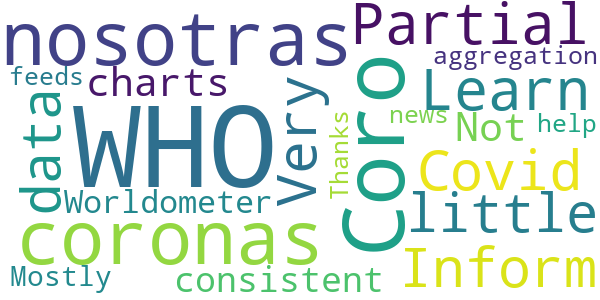 nosotras
Partial
aggregation
feeds
charts
Learn
data
WHO
Very
Thanks
Coro
news
Not
help
Worldometer
Covid
little
coronas
Inform
Mostly
consistent